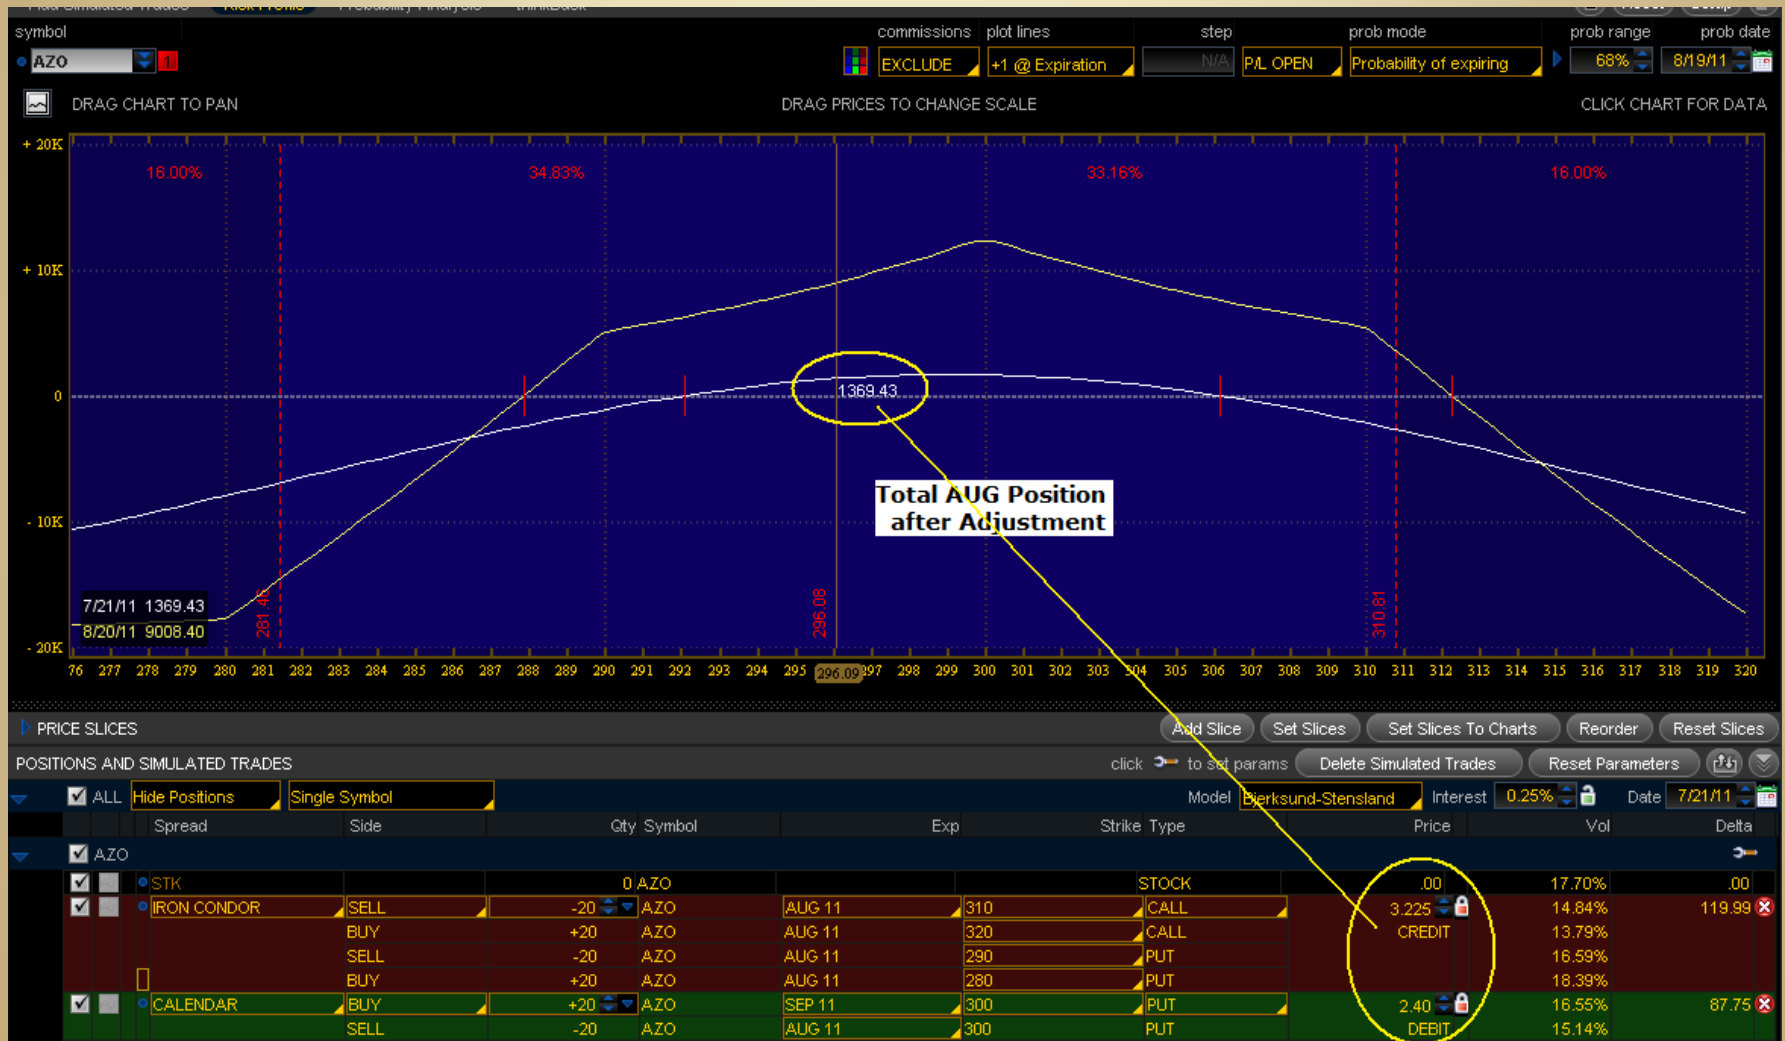 Risk Profile
symbol commissions plot lines step prob mode prob range prob date
AZO 1 EXCLUDE +1 @ Expiration N/A P/L OPEN Probability of expiring 68% 8/19/11
DRAG CHART TO PAN DRAG PRICES TO CHANGE SCALE CLICK CHART FOR DATA
+ 20K
16.00% 34.83% 33.16% 16.00%
+ 10K
0
1369.43
Total AUG Position
after Adjustment
- 10K
7/21/11 1369.43
8/20/11 9008.40
281.46 296.08 310.81
- 20K
76 277 278 279 280 281 282 283 284 285 286 287 288 289 290 291 292 293 294 295 296.09 297 298 299 300 301 302 303 304 305 306 307 308 309 310 311 312 313 314 315 316 317 318 319 320
PRICE SLICES Add Slice Set Slices Set Slices To Charts Reorder Reset Slices
POSITIONS AND SIMULATED TRADES click to set params Delete Simulated Trades Reset Parameters
ALL Hide Positions Single Symbol Model Bjerksund-Stensland Interest 0.25% Date 7/21/11
Spread Side Qty Symbol Exp Strike Type Price Vol Delta
AZO
STK 0 AZO STOCK .00 17.70% .00
IRON CONDOR SELL -20 AZO AUG 11 310 CALL 3.225 14.84% 119.99
BUY +20 AZO AUG 11 320 CALL CREDIT 13.79%
SELL -20 AZO AUG 11 290 PUT 16.59%
BUY +20 AZO AUG 11 280 PUT 18.39%
CALENDAR BUY +20 AZO SEP 11 300 PUT 2.40 16.55% 87.75
SELL -20 AZO AUG 11 300 PUT DEBIT 15.14%